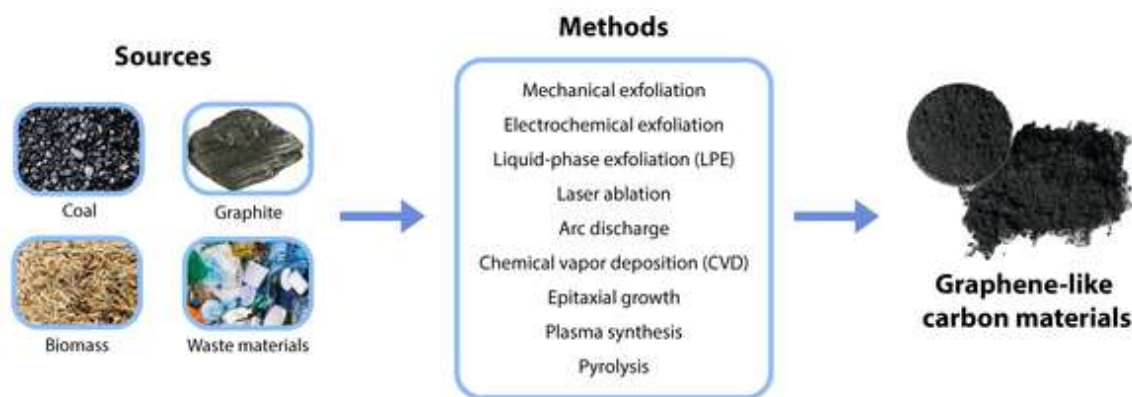 Sources
Coal
Graphite
Biomass
Waste materials
Methods
Mechanical exfoliation
Electrochemical exfoliation
Liquid-phase exfoliation (LPE)
Laser ablation
Arc discharge
Chemical vapor deposition (CVD)
Epitaxial growth
Plasma synthesis
Pyrolysis
Graphene-like
carbon materials